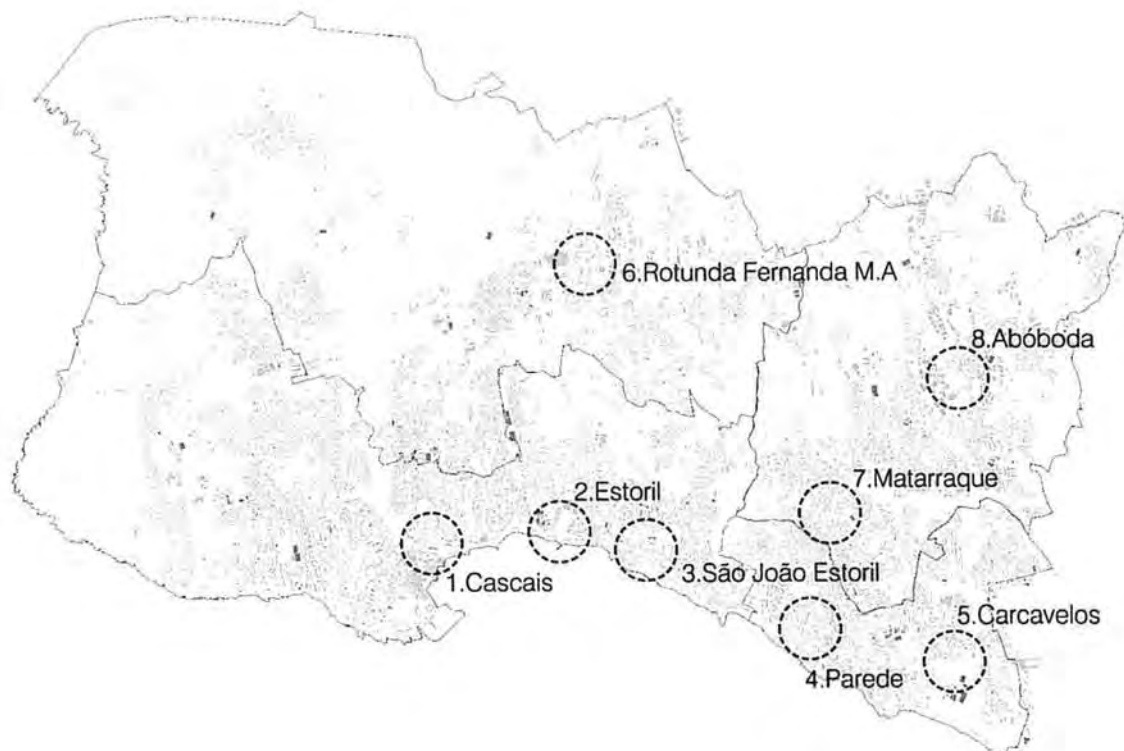 6.Rotunda Fernanda M.A
8.Abóboda
7.Matarraque
2.Estoril
1.Cascais
3.São João Estoril
5.Carcavelos
4.Parede